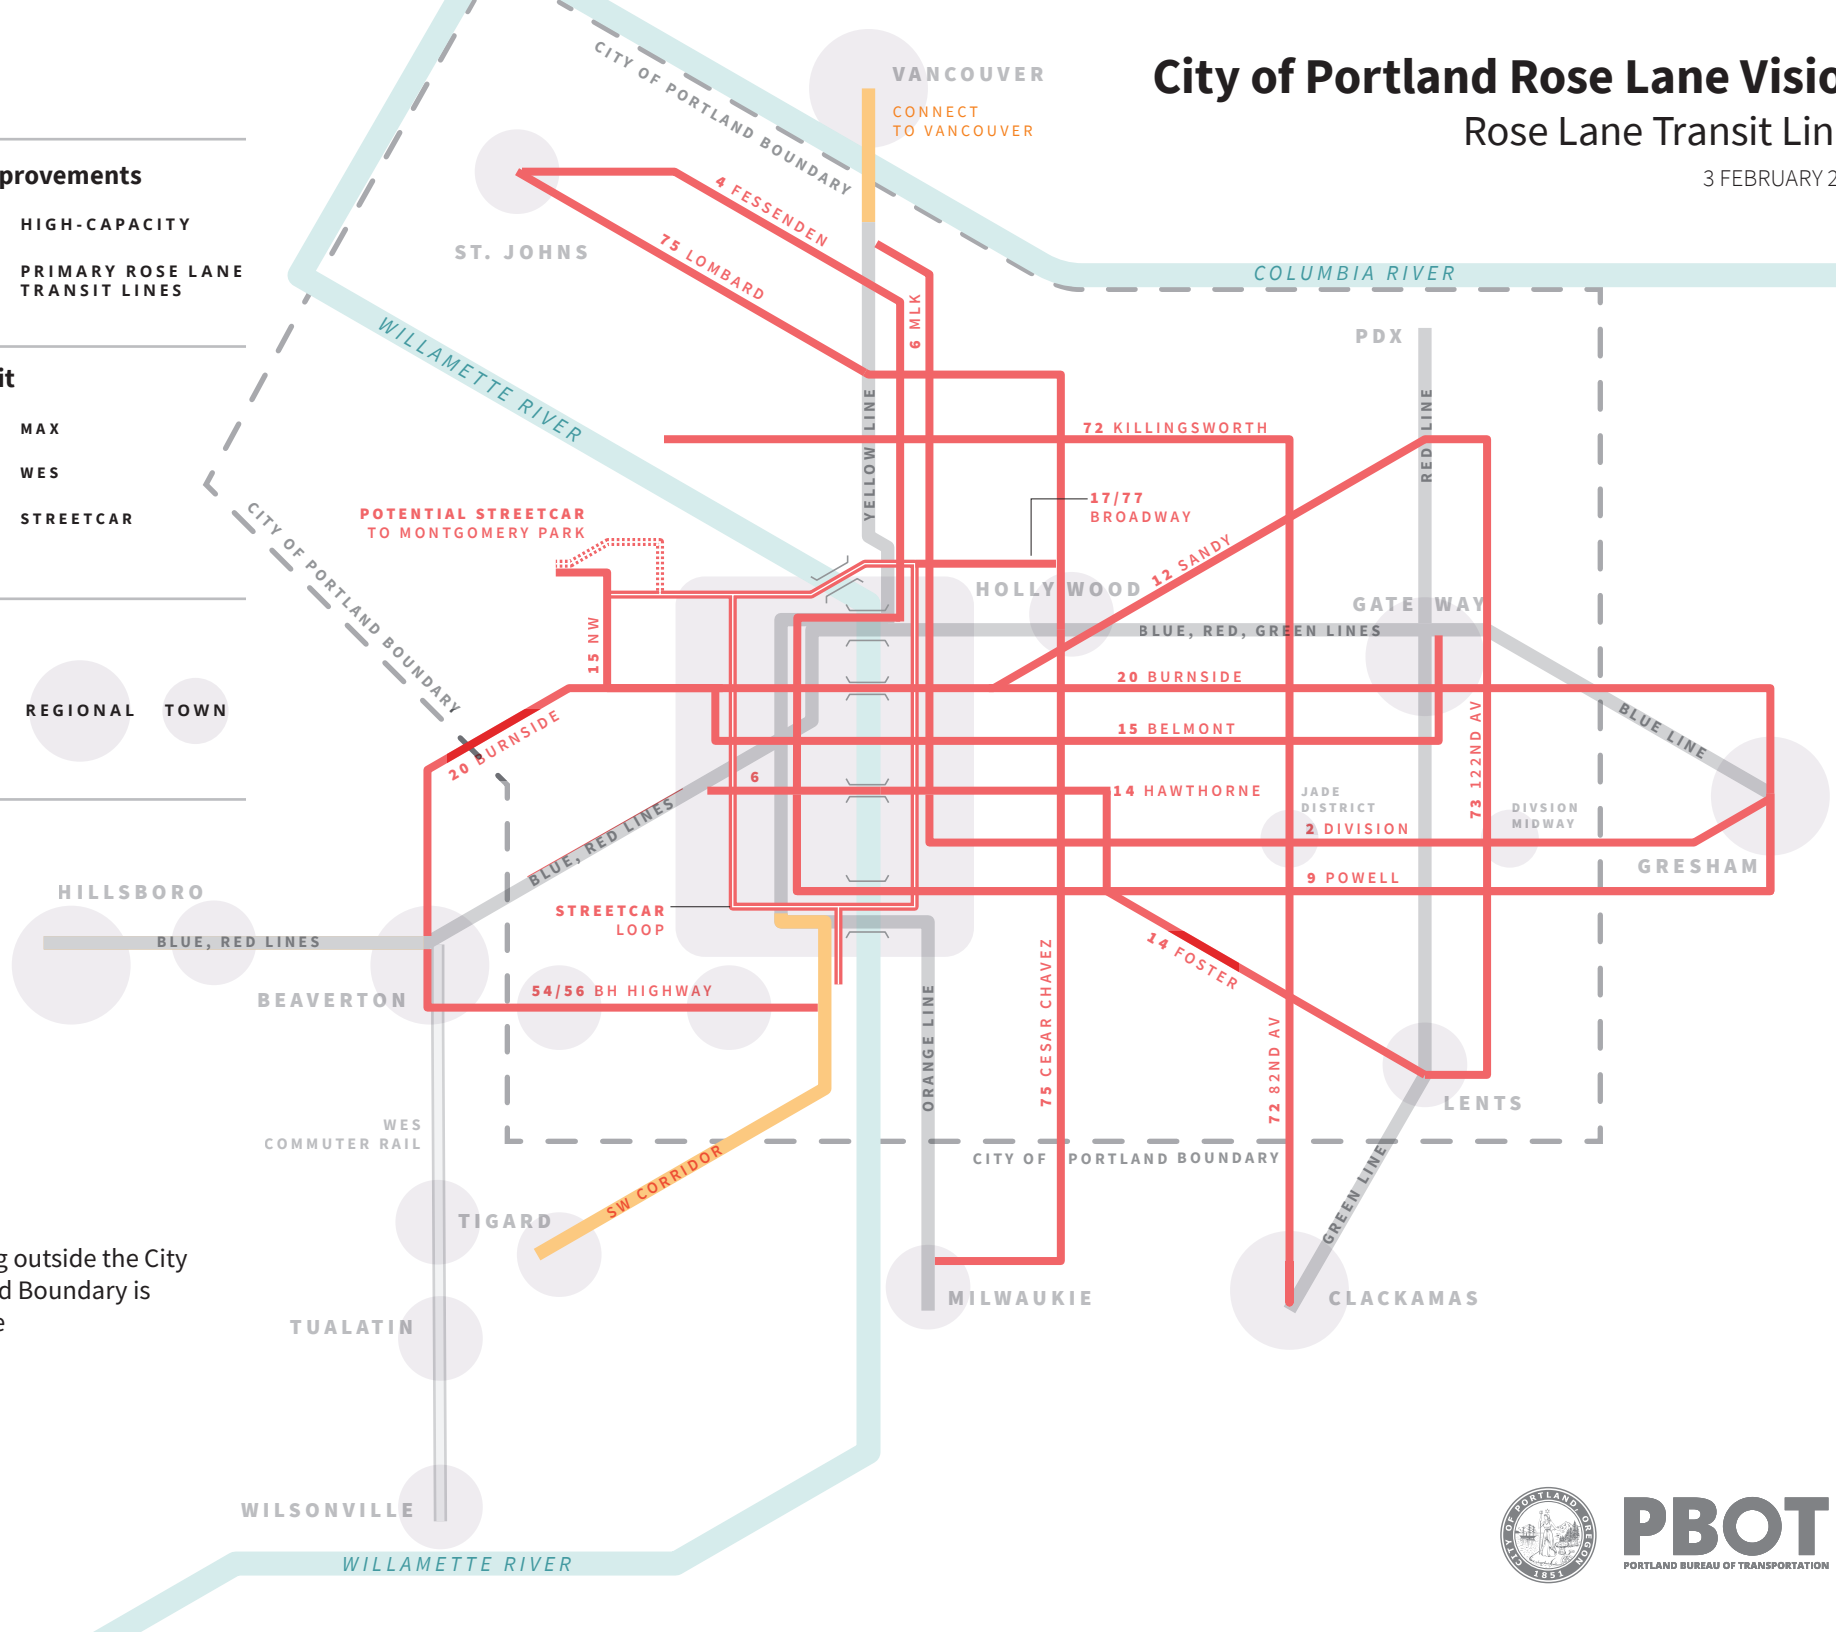 City of Portland Rose Lane Visio
Rose Lane Transit Lin
3 FEBRUARY 2
provements
HIGH-CAPACITY
PRIMARY ROSE LANE
TRANSIT LINES
it
MAX
WES
STREETCAR
REGIONAL
TOWN
g outside the City
d Boundary is
e
CITY OF PORTLAND BOUNDARY
VANCOUVER
CONNECT
TO VANCOUVER
ST. JOHNS
4 FESSENDEN
75 LOMBARD
6 MLK
COLUMBIA RIVER
WILLAMETTE RIVER
PDX
RED LINE
YELLOW LINE
72 KILLINGSWORTH
17/77
BROADWAY
POTENTIAL STREETCAR
TO MONTGOMERY PARK
CITY OF PORTLAND BOUNDARY
12 SANDY
HOLLYWOOD
GATEWAY
BLUE, RED, GREEN LINES
15 NW
20 BURNSIDE
20 BURNSIDE
15 BELMONT
BLUE LINE
73 122ND AV
6
14 HAWTHORNE
JADE
DISTRICT
DIVSION
MIDWAY
2 DIVISION
GRESHAM
9 POWELL
BLUE, RED LINES
HILLSBORO
BLUE, RED LINES
STREETCAR
LOOP
BEAVERTON
54/56 BH HIGHWAY
14 FOSTER
ORANGE LINE
75 CESAR CHAVEZ
72 82ND AV
LENTS
WES
COMMUTER RAIL
CITY OF PORTLAND BOUNDARY
SW CORRIDOR
GREEN LINE
TIGARD
MILWAUKIE
CLACKAMAS
TUALATIN
WILSONVILLE
WILLAMETTE RIVER
CITY OF PORTLAND, OREGON
1851
PBOT
PORTLAND BUREAU OF TRANSPORTATION